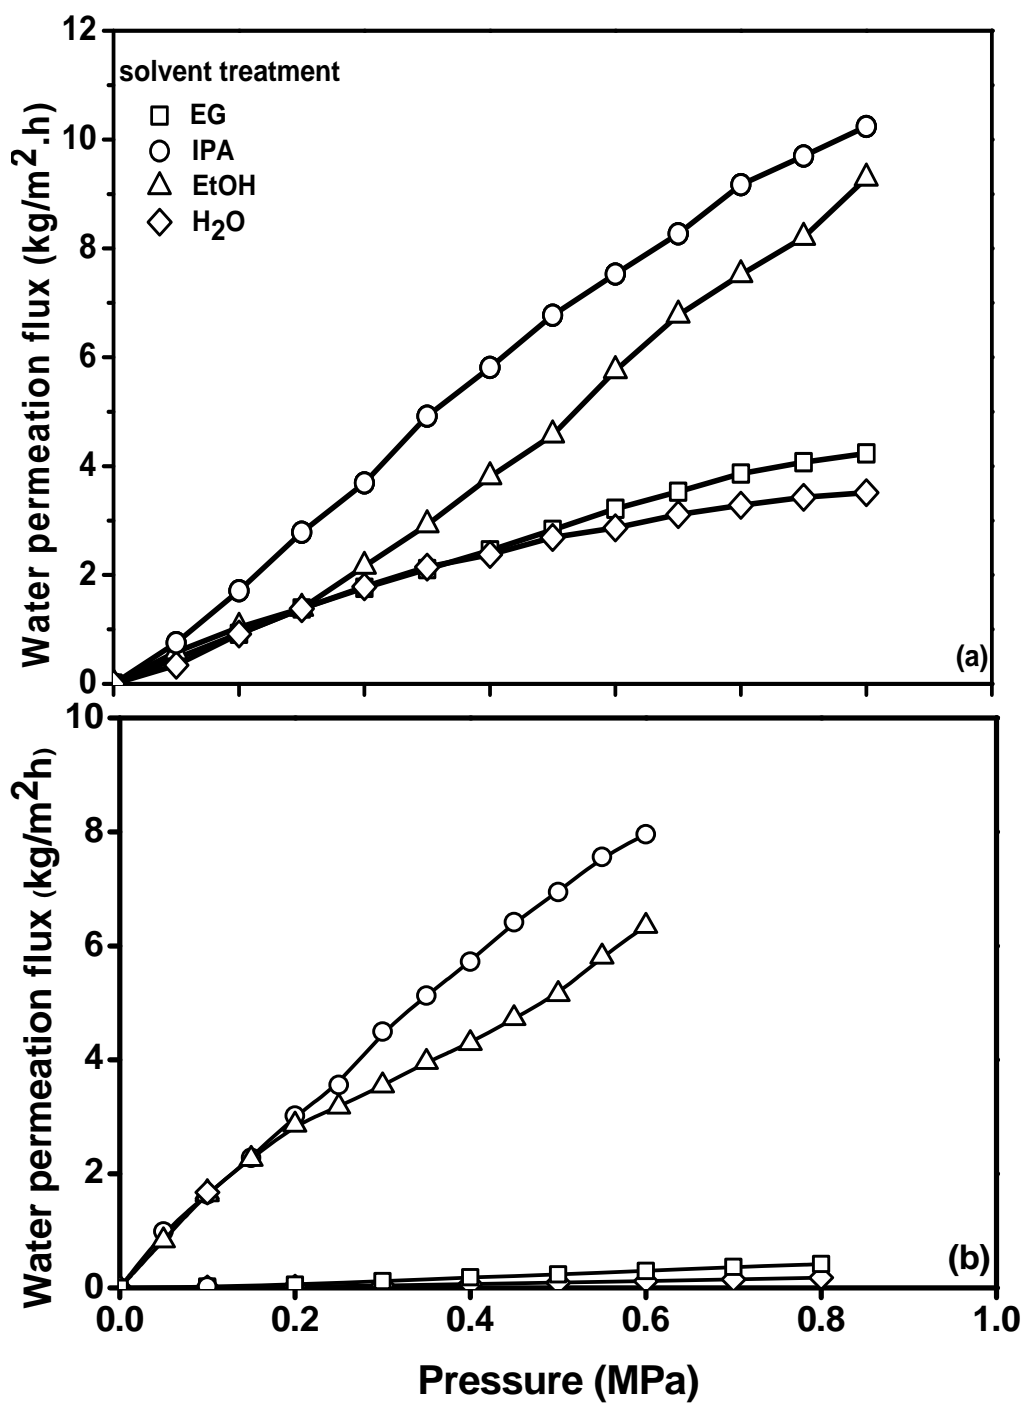 12
10
8
6
4
2
0
Water permeation flux (kg/m².h)
solvent treatment
EG
IPA
EtOH
H₂O
(a)
10
8
6
4
2
0
Water permeation flux (kg/m²h)
(b)
0.0 0.2 0.4 0.6 0.8 1.0
Pressure (MPa)